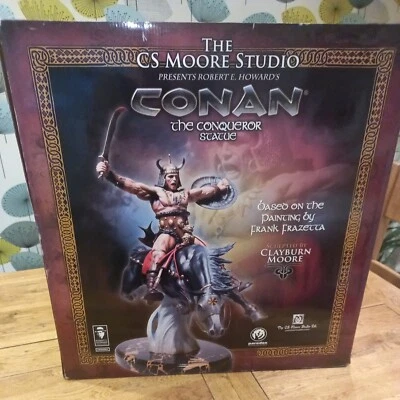 THE
CS MOORE STUDIO
PRESENTS ROBERT E. HOWARD'S
CONAN®
THE CONQUEROR
STATUE
BASED ON THE
PAINTING BY
FRANK FRAZETTA
SCULPTED BY
CLAYBURN
MOORE